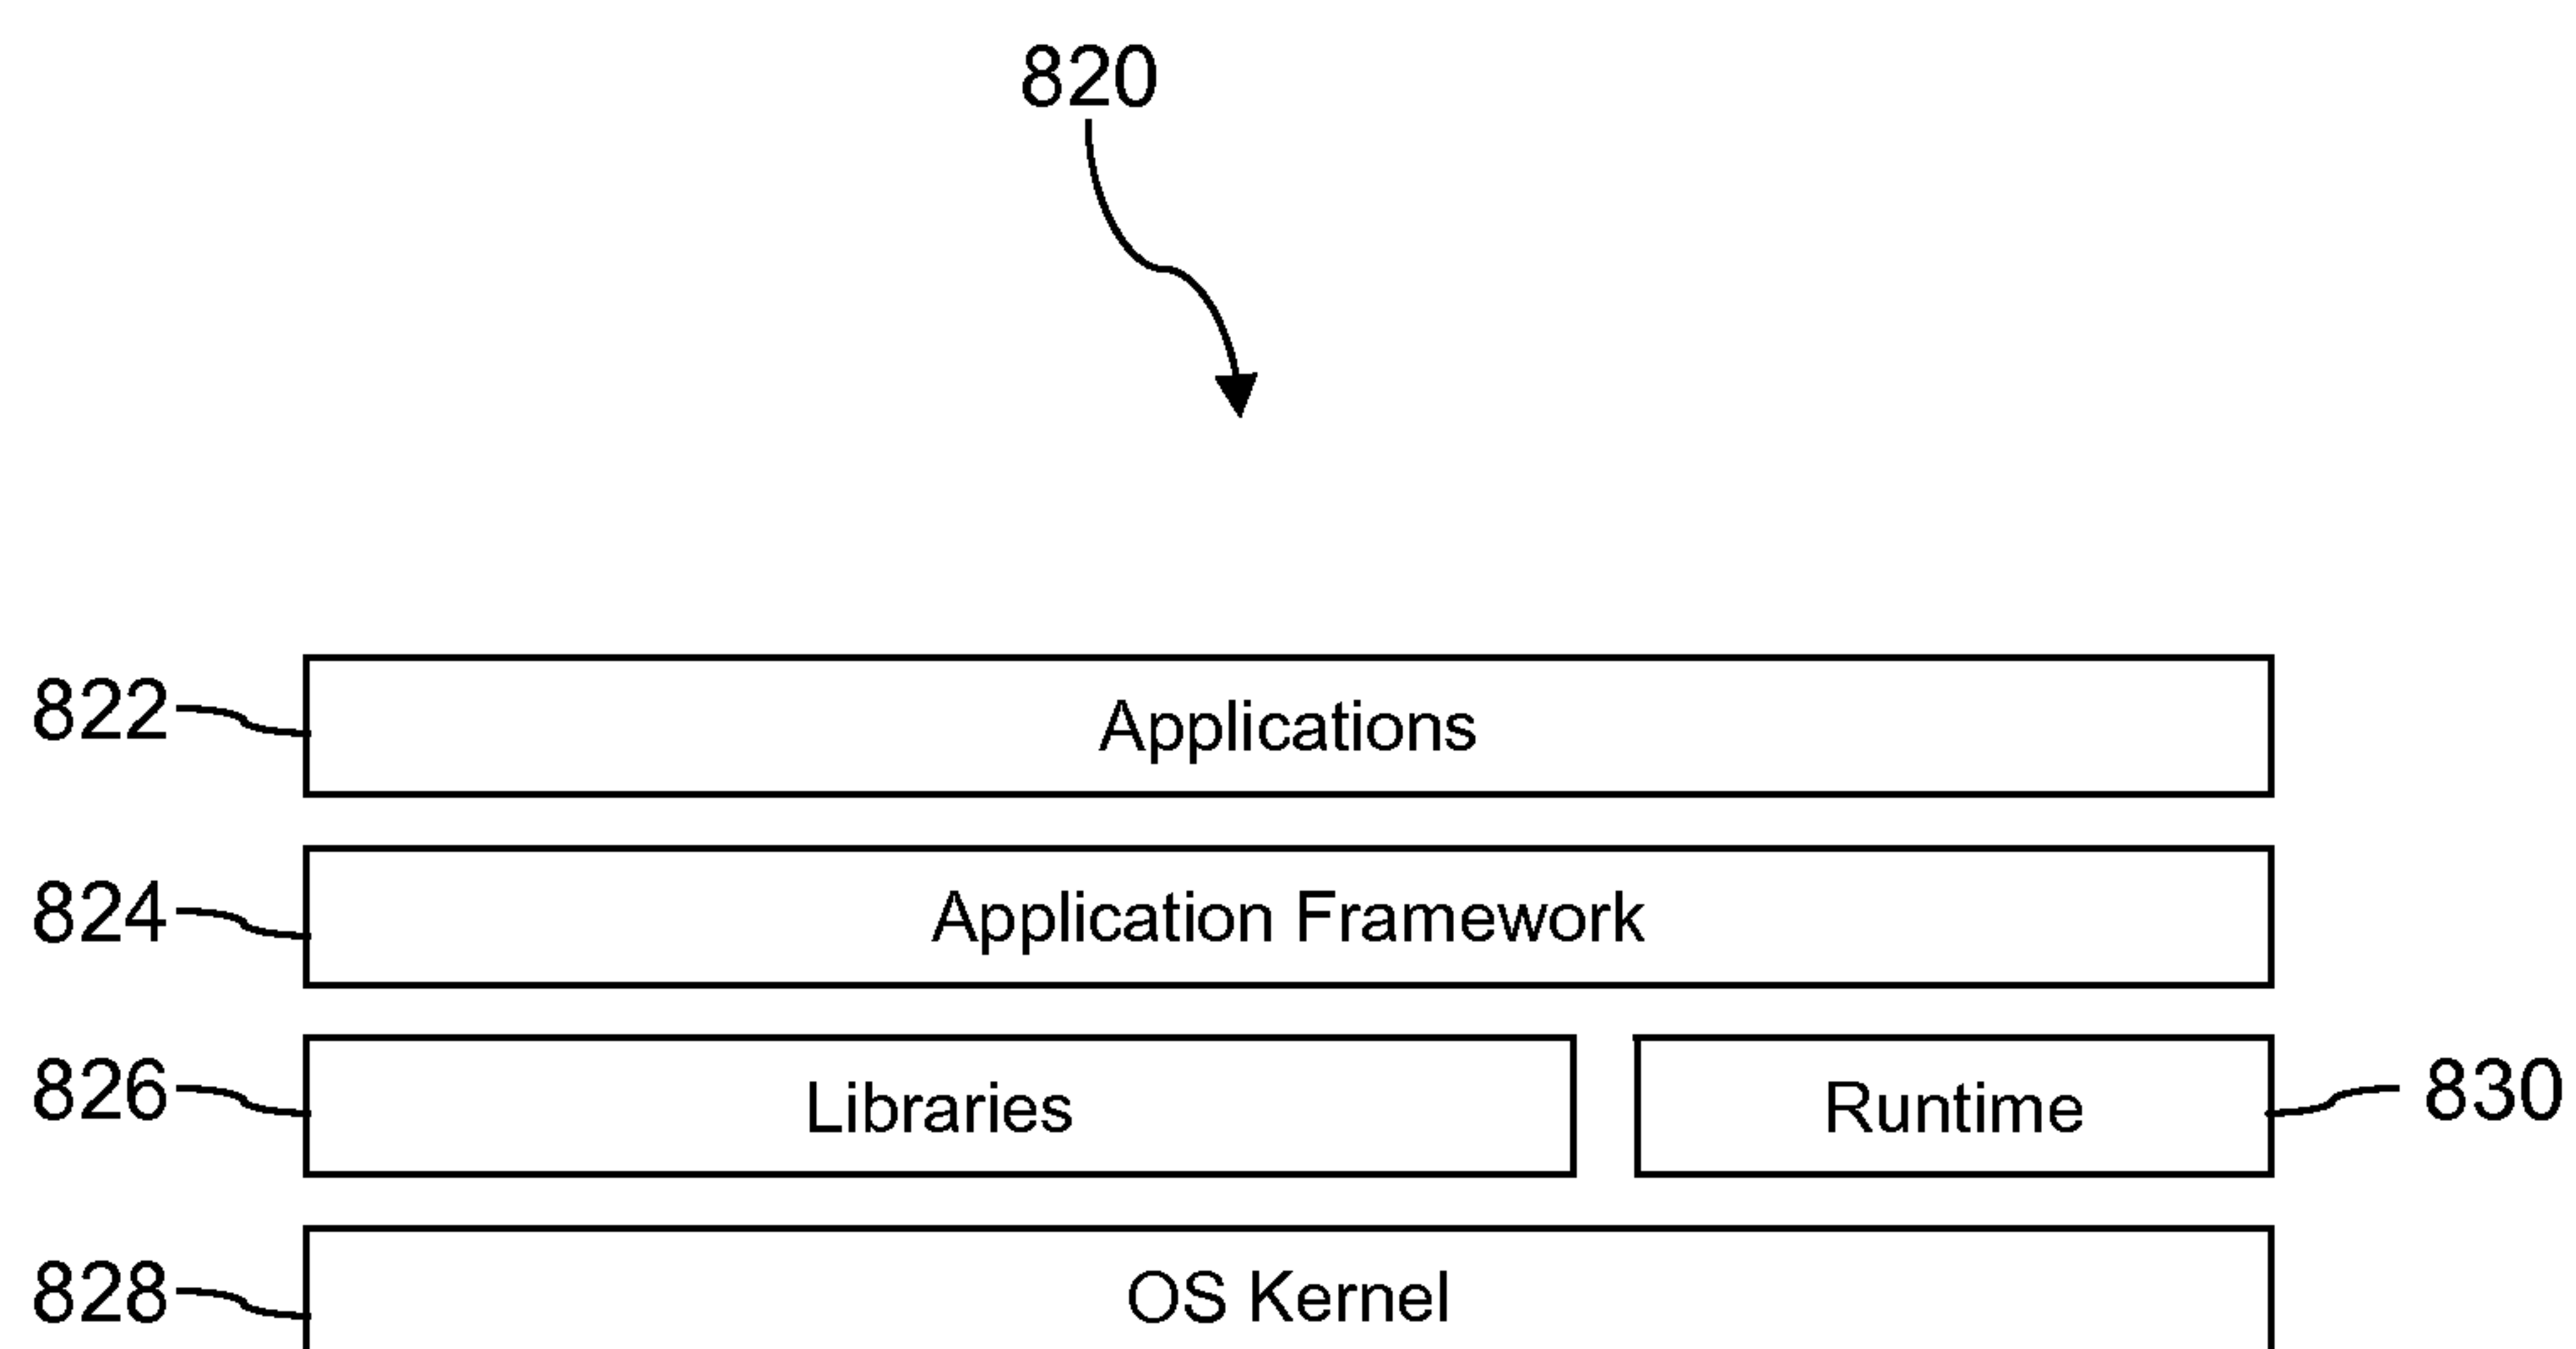 820
822 Applications
824 Application Framework
826 Libraries Runtime 830
828 OS Kernel